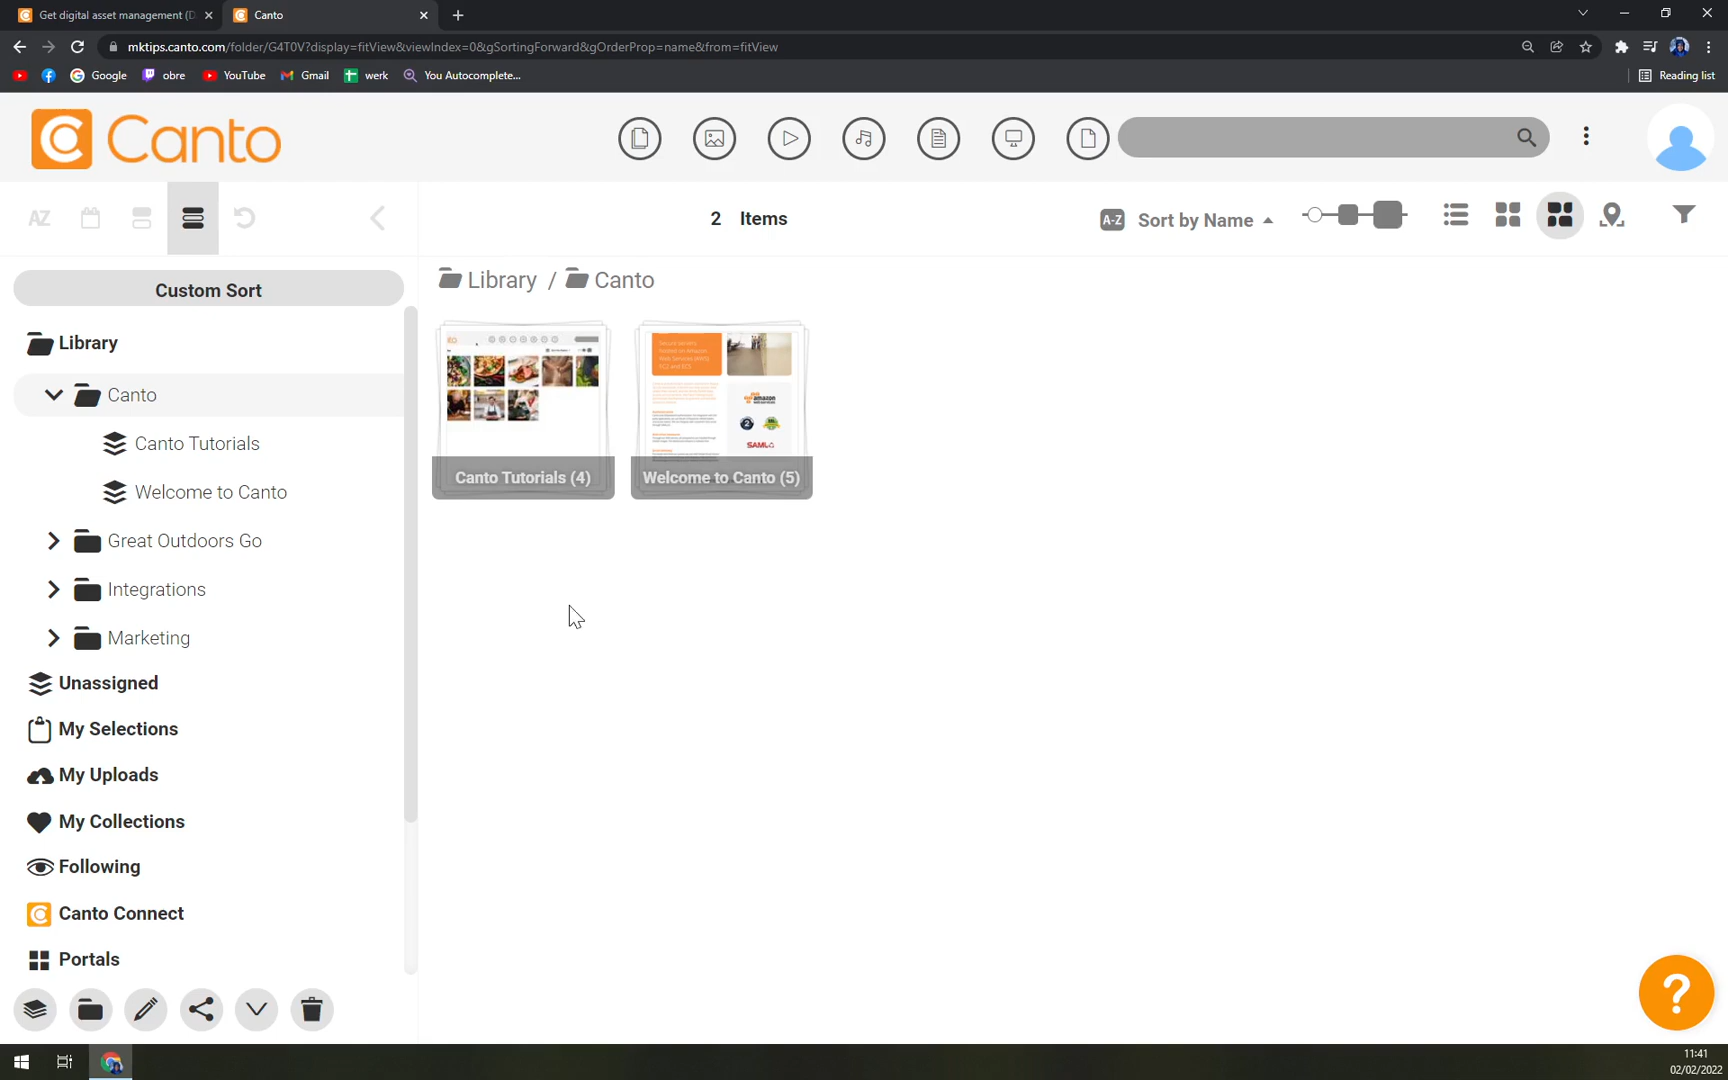 Get digital asset management (D
Canto
mktips.canto.com/folder/G4T0V?display=fitView&viewIndex=0&gSortingForward&gOrderProp=name&from=fitView
Google
obre
YouTube
Gmail
werk
You Autocomplete...
Reading list
Canto
AZ
2 Items
A-Z Sort by Name
Custom Sort
Library / Canto
Library
Canto
Canto Tutorials
Welcome to Canto
Great Outdoors Go
Integrations
Marketing
Unassigned
My Selections
My Uploads
My Collections
Following
Canto Connect
Portals
amazon
SAML
Canto Tutorials (4)
Welcome to Canto (5)
?
11:41
02/02/2022